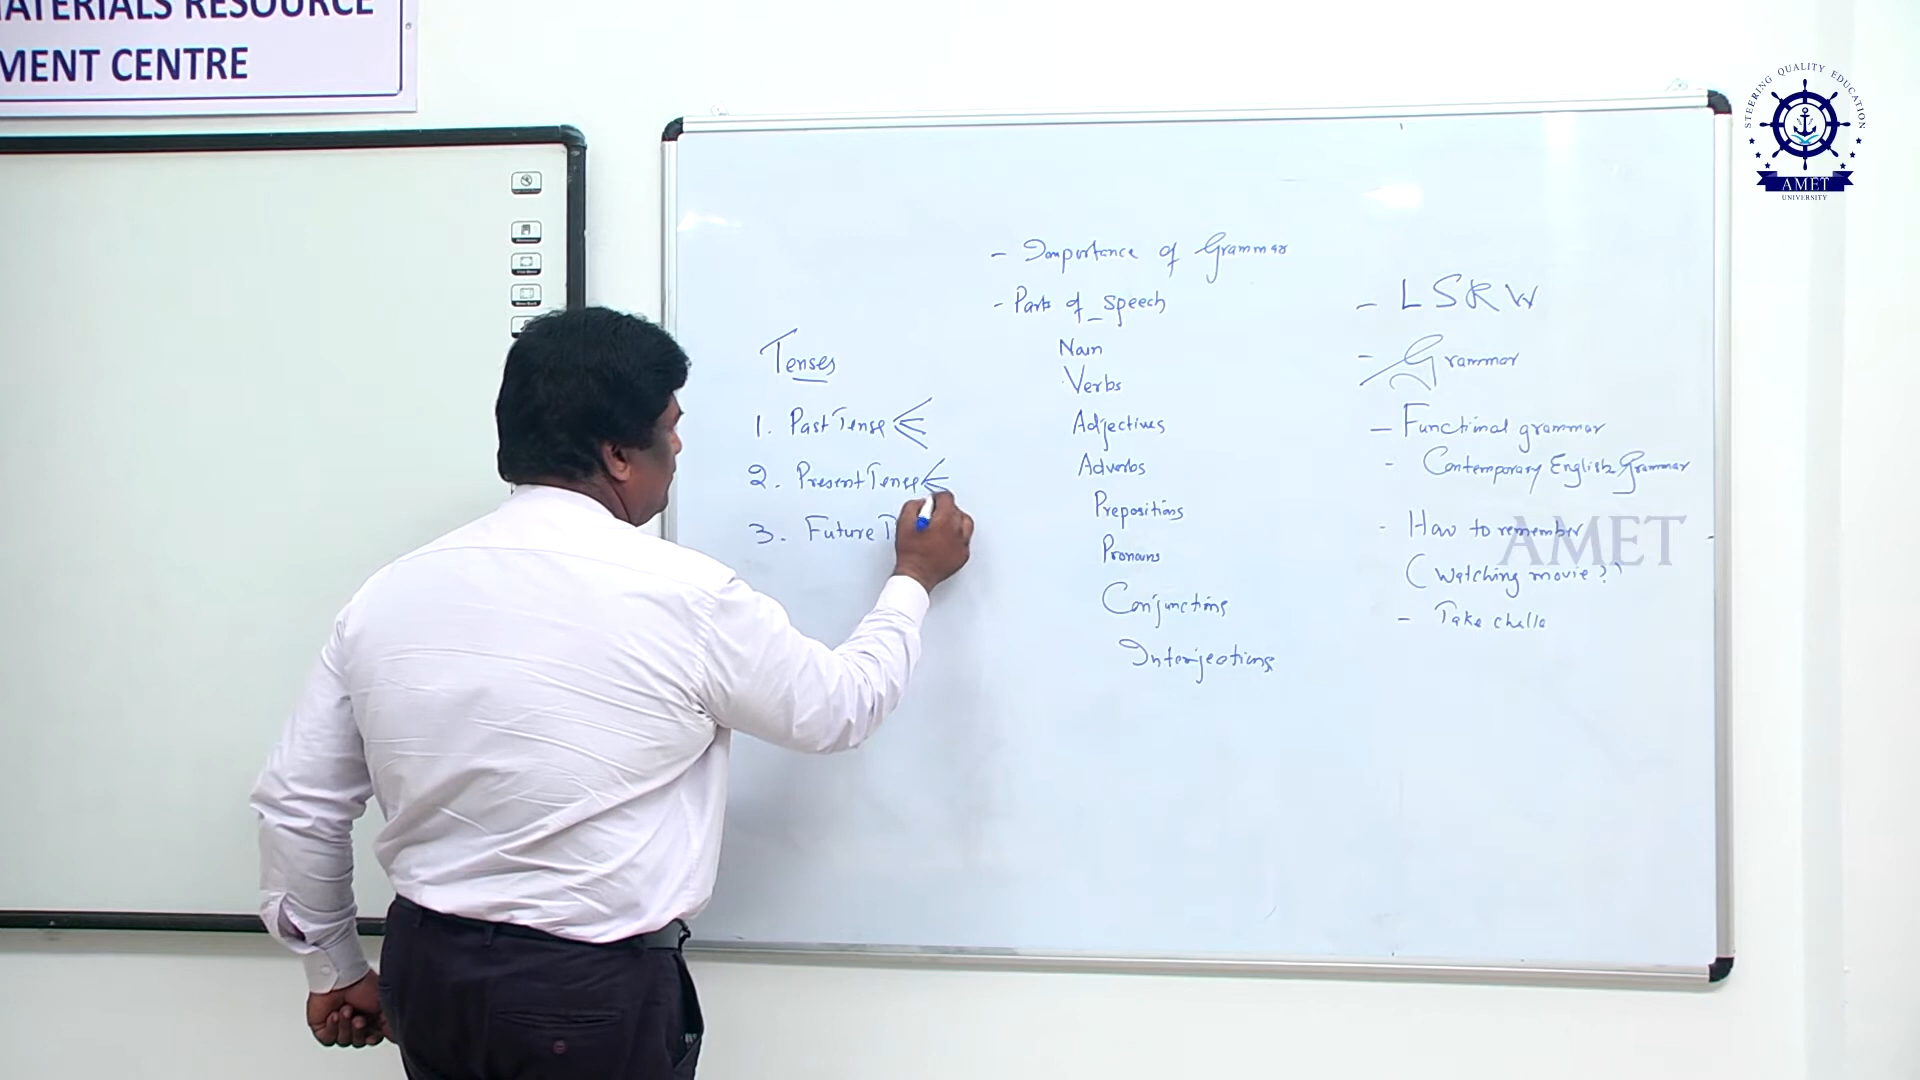 MATERIALS RESOURCE
MENT CENTRE
STEERING QUALITY EDUCATION
AMET
UNIVERSITY
Tenses
1. Past Tense
2. Present Tense
3. Future T
- Importance of Grammar
- Parts of speech
Noun
Verbs
Adjectives
Adverbs
Prepositions
Pronouns
Conjunctions
Interjections
- LSRW
- Grammar
- Functional grammar
- Contemporary English Grammar
- How to remember
(Watching movie??
- Take challe
AMET